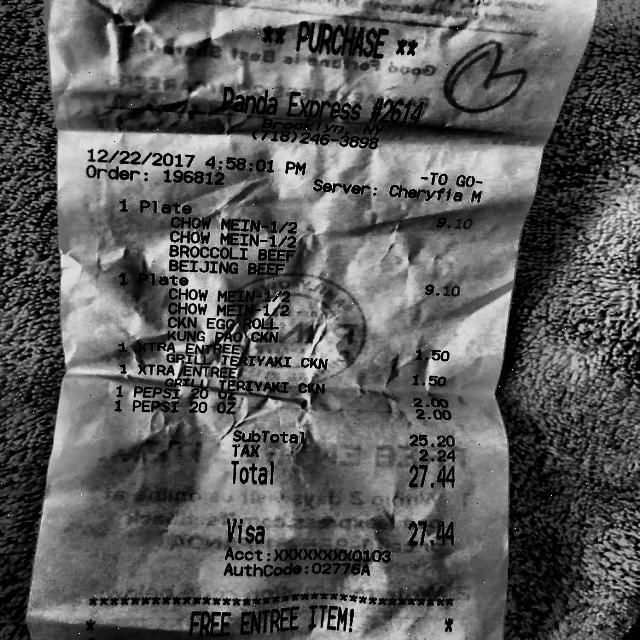 ** PURCHASE **
Panda Express #2614
Brooklyn, NY
(718)246-3898
12/22/2017 4:58:01 PM
-TO GO-
Order: 196812
Server: Cheryfia M
1 Plate 9.10
CHOW MEIN-1/2
CHOW MEIN-1/2
BROCCOLI BEEF
BEIJING BEEF
1 Plate 9.10
CHOW MEIN-1/2
CHOW MEIN-1/2
CKN EGG ROLL
KUNG PAO CKN
1 XTRA ENTREE 1.50
GRILL TERIYAKI CKN
1 XTRA ENTREE 1.50
GRILL TERIYAKI CKN
1 PEPSI 20 OZ 2.00
1 PEPSI 20 OZ 2.00
SubTotal 25.20
TAX 2.24
Total 27.44
Visa 27.44
Acct:XXXXXXXX0103
AuthCode:02776A
*****************************************
* FREE ENTREE ITEM! *